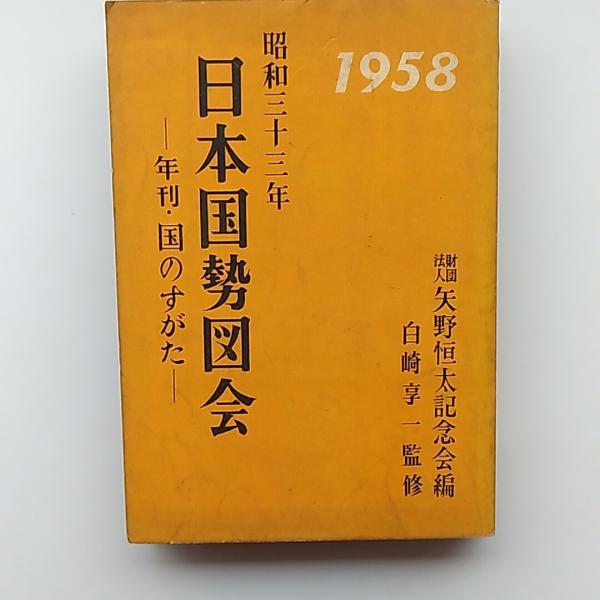 1958
昭和三十三年
日本国勢図会
―年刊・国のすがた―
財団法人 矢野恒太記念会編
白崎享一監修